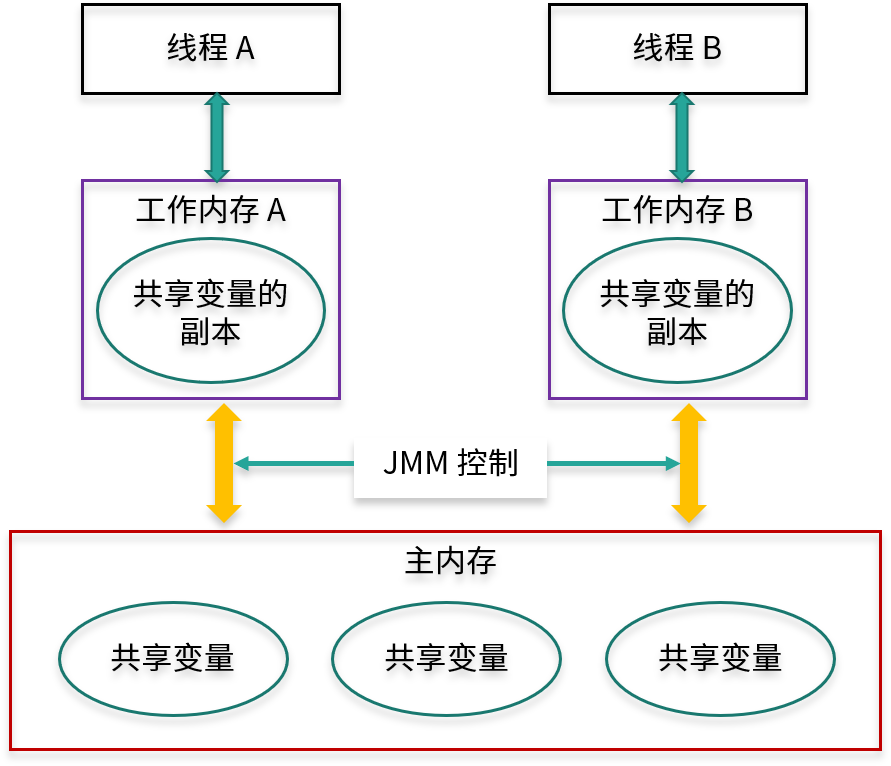 线程 A
线程 B
工作内存 A
工作内存 B
共享变量的
副本
共享变量的
副本
JMM 控制
主内存
共享变量
共享变量
共享变量